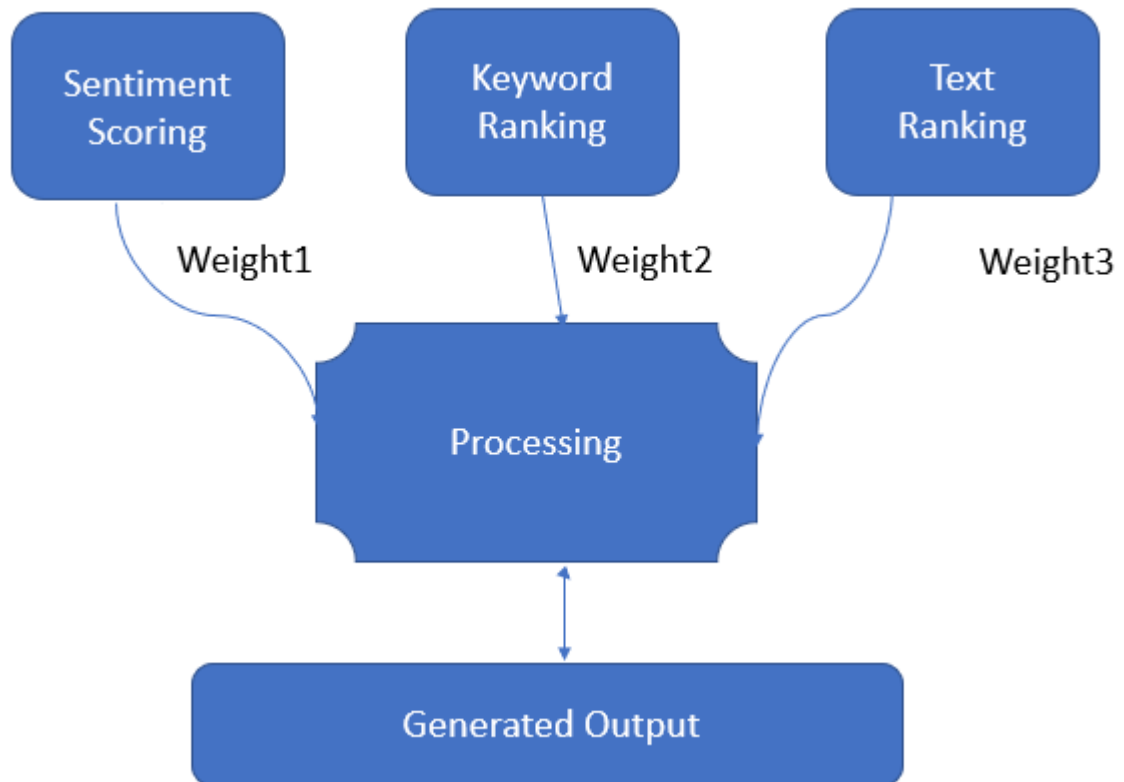 Sentiment
Scoring
Keyword
Ranking
Text
Ranking
Weight1
Weight2
Weight3
Processing
Generated Output